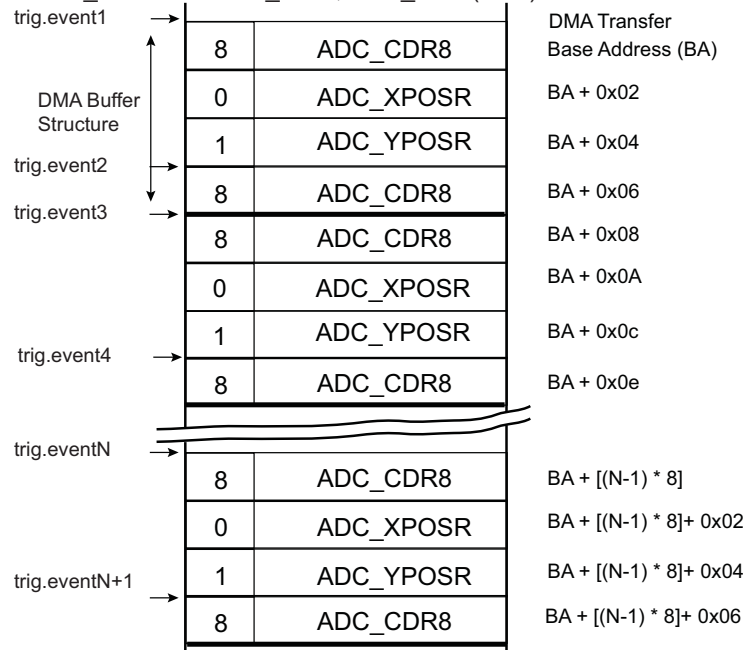 trig.event1
DMA Transfer
8 ADC_CDR8 Base Address (BA)
DMA Buffer
Structure
0 ADC_XPOSR BA + 0x02
1 ADC_YPOSR BA + 0x04
trig.event2
8 ADC_CDR8 BA + 0x06
trig.event3
8 ADC_CDR8 BA + 0x08
0 ADC_XPOSR BA + 0x0A
1 ADC_YPOSR BA + 0x0c
trig.event4
8 ADC_CDR8 BA + 0x0e
trig.eventN
8 ADC_CDR8 BA + [(N-1) * 8]
0 ADC_XPOSR BA + [(N-1) * 8]+ 0x02
1 ADC_YPOSR BA + [(N-1) * 8]+ 0x04
trig.eventN+1
8 ADC_CDR8 BA + [(N-1) * 8]+ 0x06